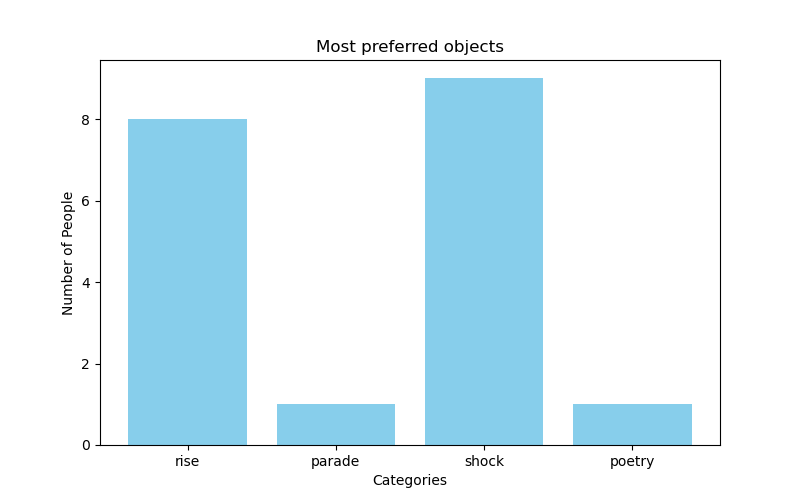 Most preferred objects
Number of People
8
6
4
2
0
rise parade shock poetry
Categories